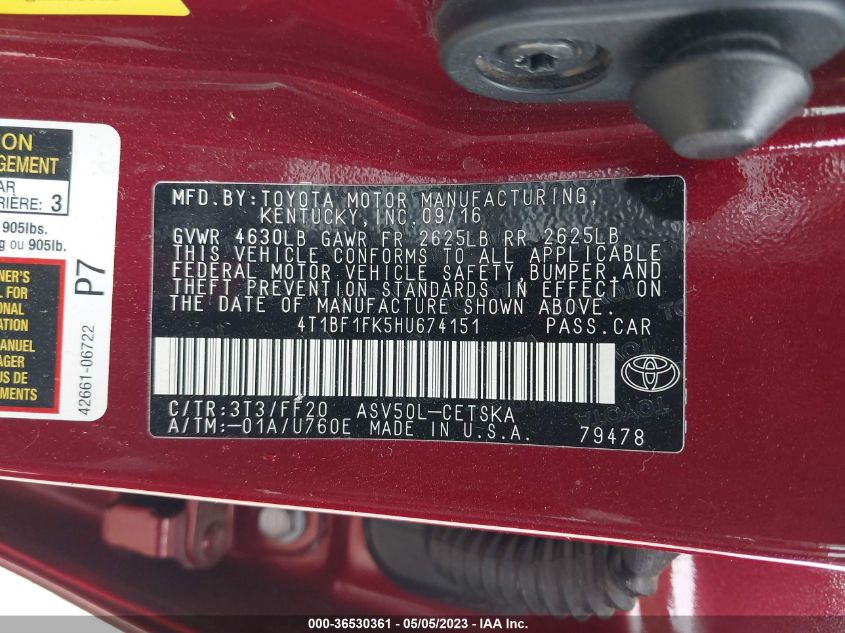 ION
GEMENT
AR
RIÈRE: 3
905lbs.
g ou 905lb.
NER'S
L FOR
ONAL
ATION
ANUEL
AGER
US DE
IONS
P7
42661-06722
MFD.BY:TOYOTA MOTOR MANUFACTURING,
KENTUCKY, INC. 09/16
GVWR 4630LB GAWR FR 2625LB RR 2625LB
THIS VEHICLE CONFORMS TO ALL APPLICABLE
FEDERAL MOTOR VEHICLE SAFETY,BUMPER,AND
THEFT PREVENTION STANDARDS IN EFFECT ON
THE DATE OF MANUFACTURE SHOWN ABOVE.
4T1BF1FK5HU674151 PASS.CAR
C/TR:3T3/FF20 ASV50L-CETSKA
A/TM:-01A/U760E MADE IN U.S.A. 79478
TOYOTA
000-36530361 - 05/05/2023 - IAA Inc.